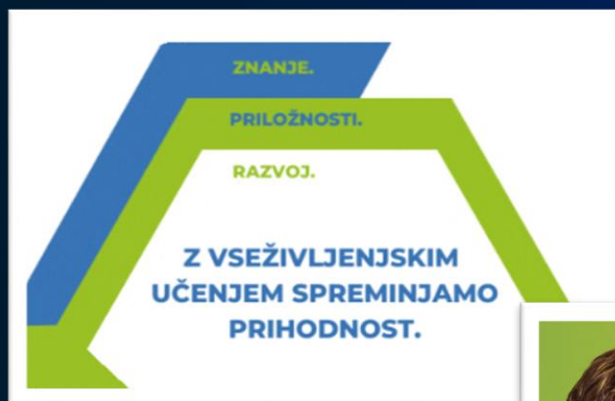 ZNANJE.
PRILOŽNOSTI.
RAZVOJ.
Z VSEŽIVLJENJSKIM
UČENJEM SPREMINJAMO
PRIHODNOST.